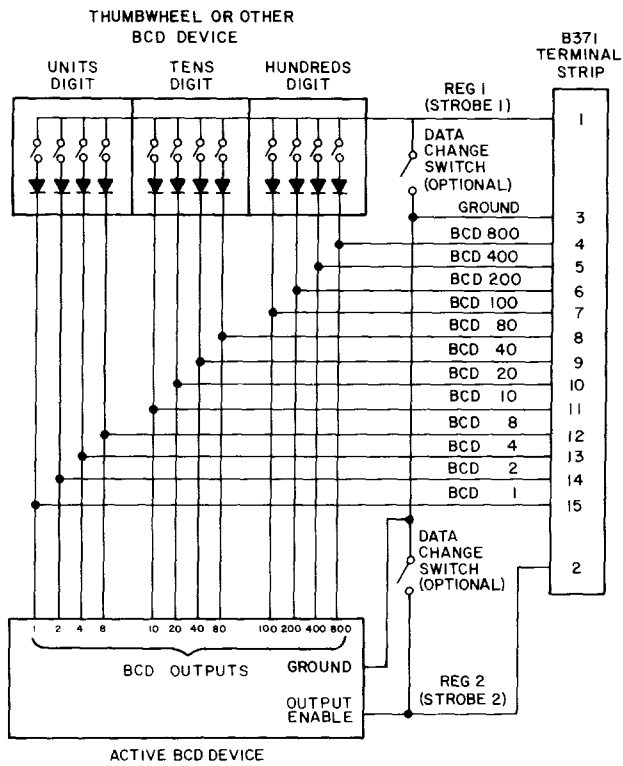 THUMBWHEEL OR OTHER
BCD DEVICE
UNITS
DIGIT
TENS
DIGIT
HUNDREDS
DIGIT
B371
TERMINAL
STRIP
REG 1
(STROBE 1)
1
DATA
CHANGE
SWITCH
(OPTIONAL)
GROUND
3
BCD 800
4
BCD 400
5
BCD 200
6
BCD 100
7
BCD 80
8
BCD 40
9
BCD 20
10
BCD 10
11
BCD 8
12
BCD 4
13
BCD 2
14
BCD 1
15
DATA
CHANGE
SWITCH
(OPTIONAL)
2
1 2 4 8 10 20 40 80 100 200 400 800
BCD OUTPUTS
GROUND
OUTPUT
ENABLE
REG 2
(STROBE 2)
ACTIVE BCD DEVICE